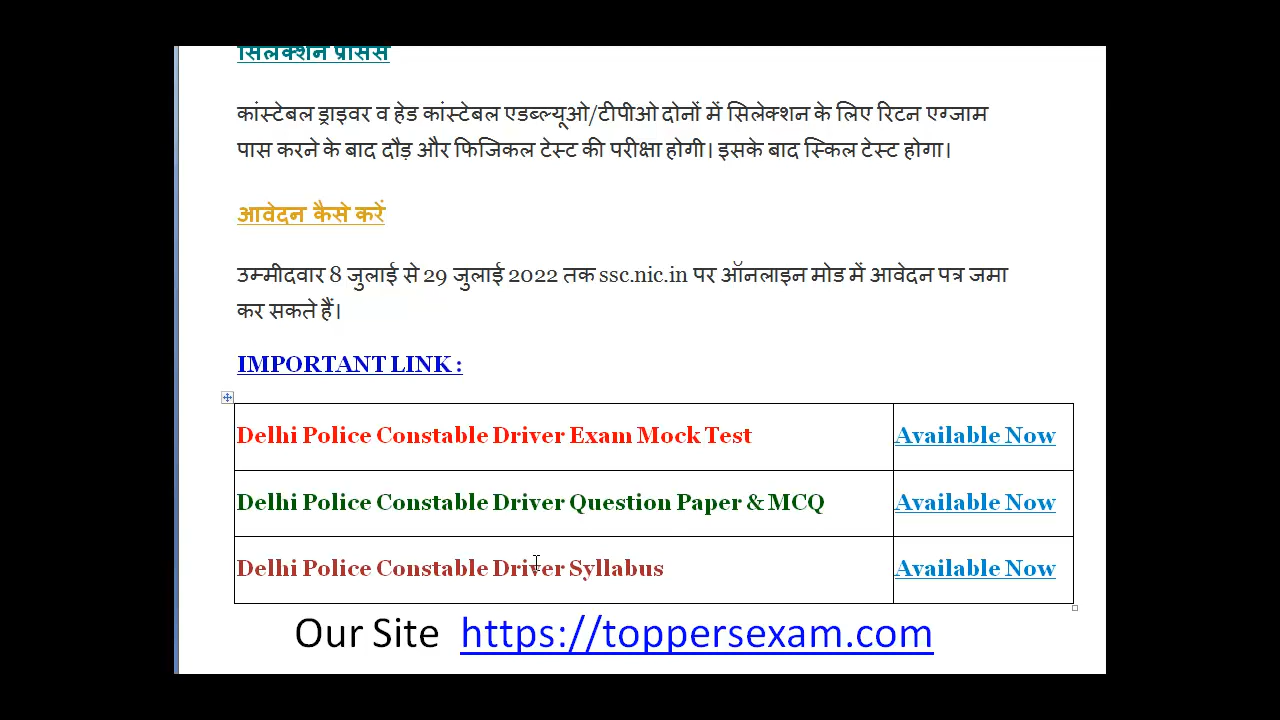 सिलेक्शन प्रोसेस
कांस्टेबल ड्राइवर व हेड कांस्टेबल एडब्ल्यूओ/टीपीओ दोनों में सिलेक्शन के लिए रिटन एग्जाम
पास करने के बाद दौड़ और फिजिकल टेस्ट की परीक्षा होगी। इसके बाद स्किल टेस्ट होगा।
आवेदन कैसे करें
उम्मीदवार 8 जुलाई से 29 जुलाई 2022 तक ssc.nic.in पर ऑनलाइन मोड में आवेदन पत्र जमा
कर सकते हैं।
IMPORTANT LINK :
Delhi Police Constable Driver Exam Mock Test Available Now
Delhi Police Constable Driver Question Paper & MCQ Available Now
Delhi Police Constable Driver Syllabus Available Now
Our Site https://toppersexam.com